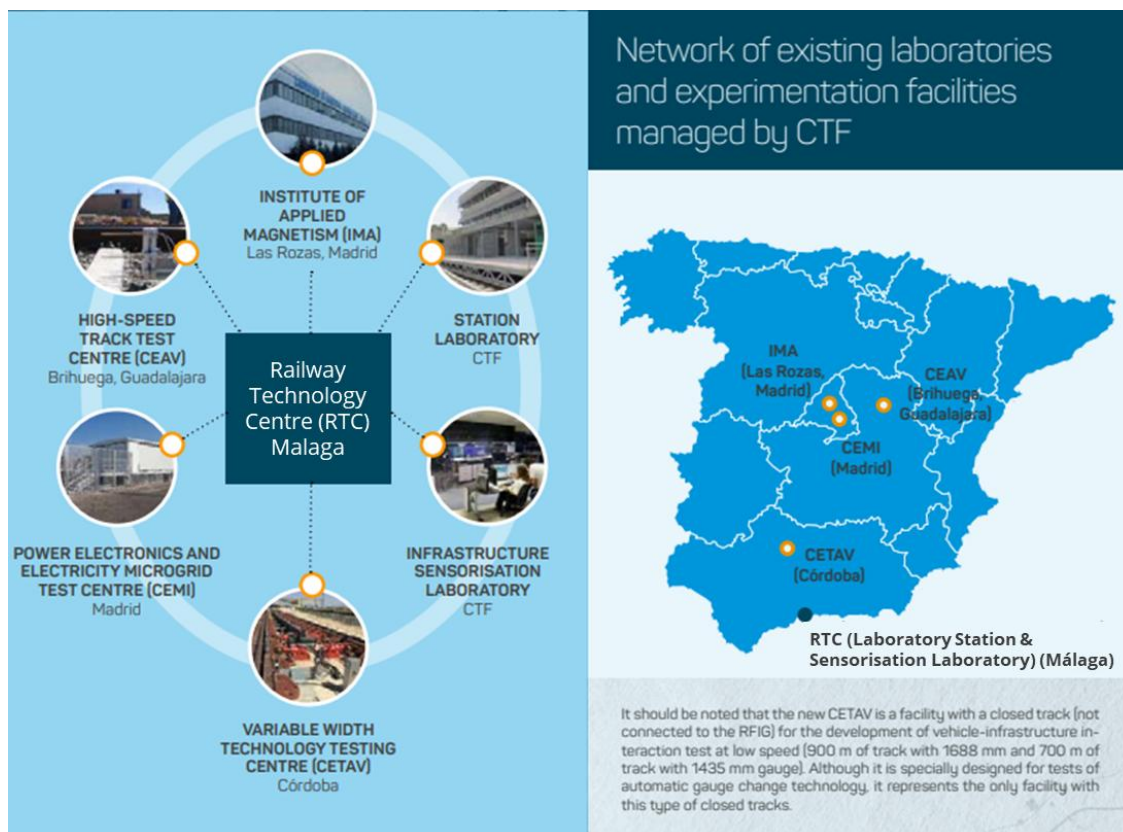 Network of existing laboratories
and experimentation facilities
managed by CTF
INSTITUTE OF
APPLIED
MAGNETISM (IMA)
Las Rozas, Madrid
HIGH-SPEED
TRACK TEST
CENTRE (CEAV)
Brihuega, Guadalajara
STATION
LABORATORY
CTF
Railway
Technology
Centre (RTC)
Malaga
POWER ELECTRONICS AND
ELECTRICITY MICROGRID
TEST CENTRE (CEMI)
Madrid
INFRASTRUCTURE
SENSORISATION
LABORATORY
CTF
VARIABLE WIDTH
TECHNOLOGY TESTING
CENTRE (CETAV)
Córdoba
IMA
(Las Rozas,
Madrid)
CEAV
(Brihuega,
Guadalajara)
CEMI
(Madrid)
CETAV
(Córdoba)
RTC (Laboratory Station &
Sensorisation Laboratory) (Málaga)
It should be noted that the new CETAV is a facility with a closed track (not
connected to the RFIG) for the development of vehicle-infrastructure in-
teraction test at low speed (900 m of track with 1688 mm and 700 m of
track with 1435 mm gauge). Although it is specially designed for tests of
automatic gauge change technology, it represents the only facility with
this type of closed tracks.